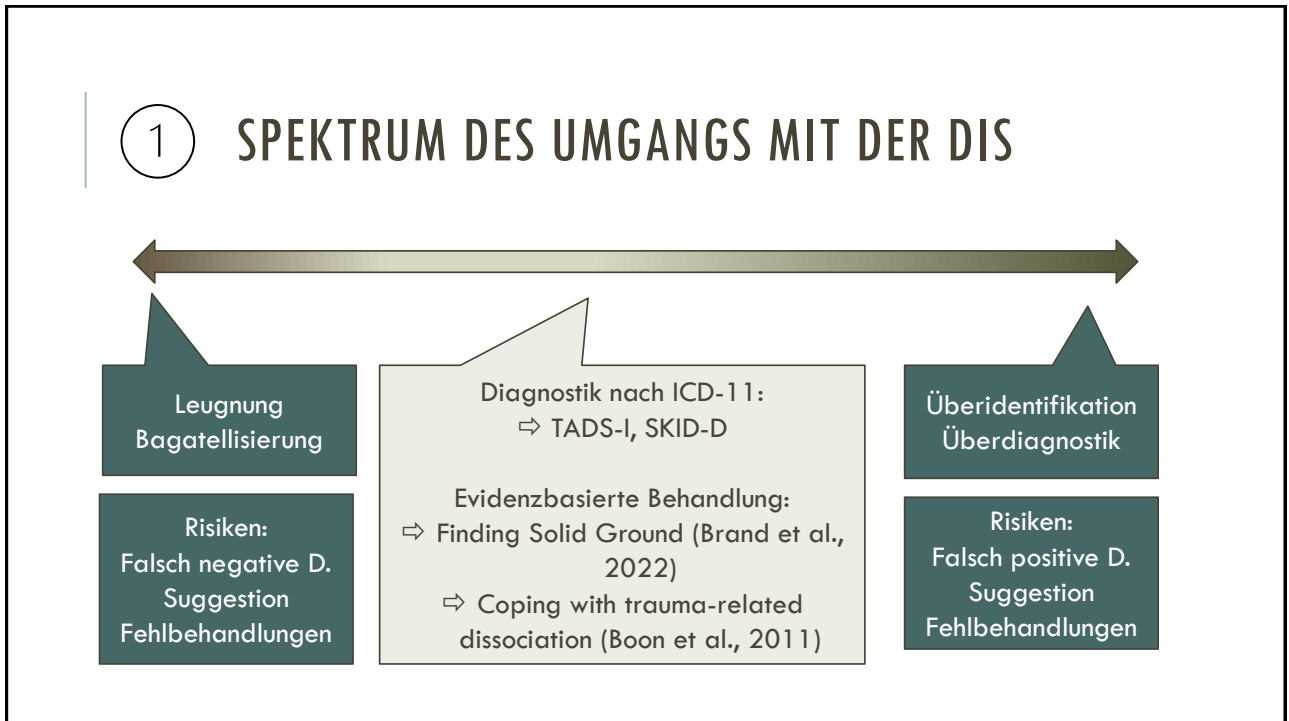 1 SPEKTRUM DES UMGANGS MIT DER DIS
Leugnung
Bagatellisierung
Risiken:
Falsch negative D.
Suggestion
Fehlbehandlungen
Diagnostik nach ICD-11:
⇨ TADS-I, SKID-D
Evidenzbasierte Behandlung:
⇨ Finding Solid Ground (Brand et al.,
2022)
⇨ Coping with trauma-related
dissociation (Boon et al., 2011)
Überidentifikation
Überdiagnostik
Risiken:
Falsch positive D.
Suggestion
Fehlbehandlungen